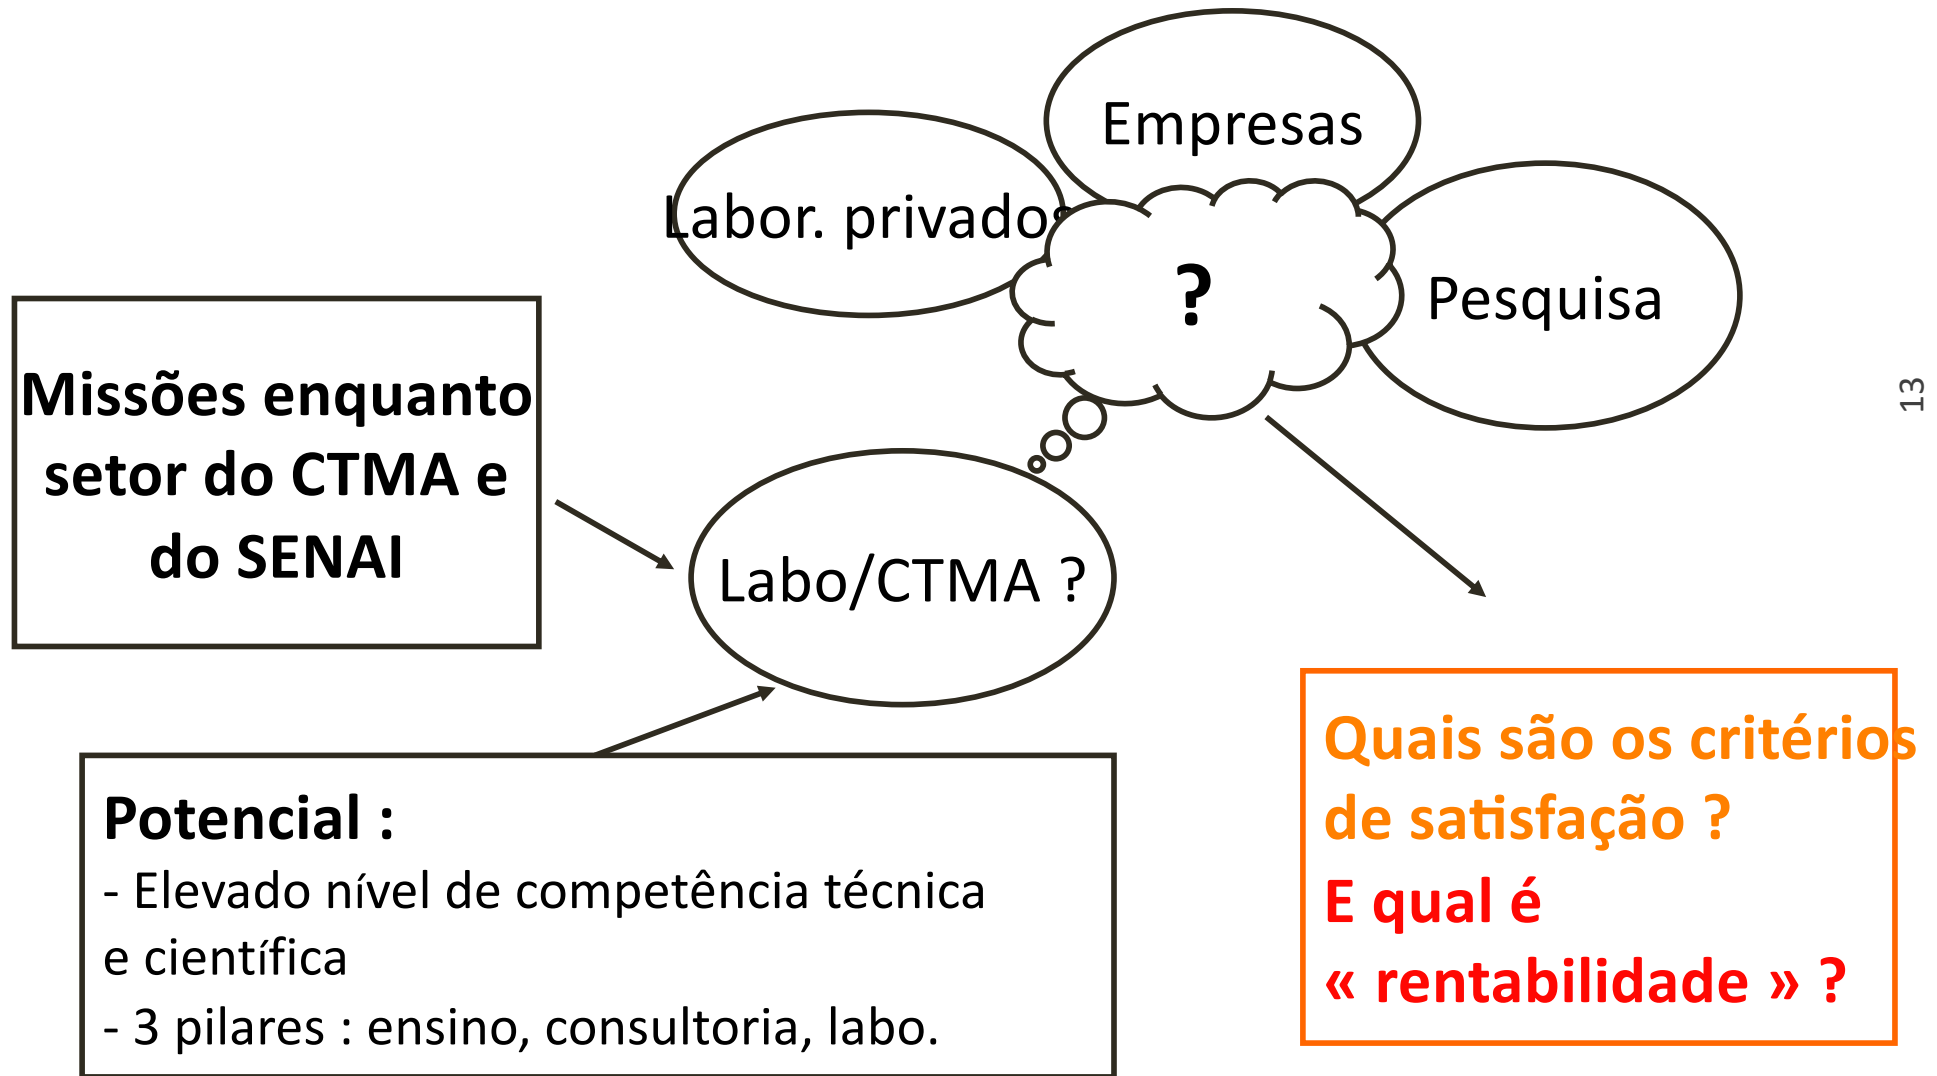 Empresas
Labor. privados
?
Pesquisa
Missões enquanto
setor do CTMA e
do SENAI
13
Labo/CTMA ?
Quais são os critérios
de satisfação ?
E qual é
« rentabilidade » ?
Potencial :
- Elevado nível de competência técnica
e científica
- 3 pilares : ensino, consultoria, labo.